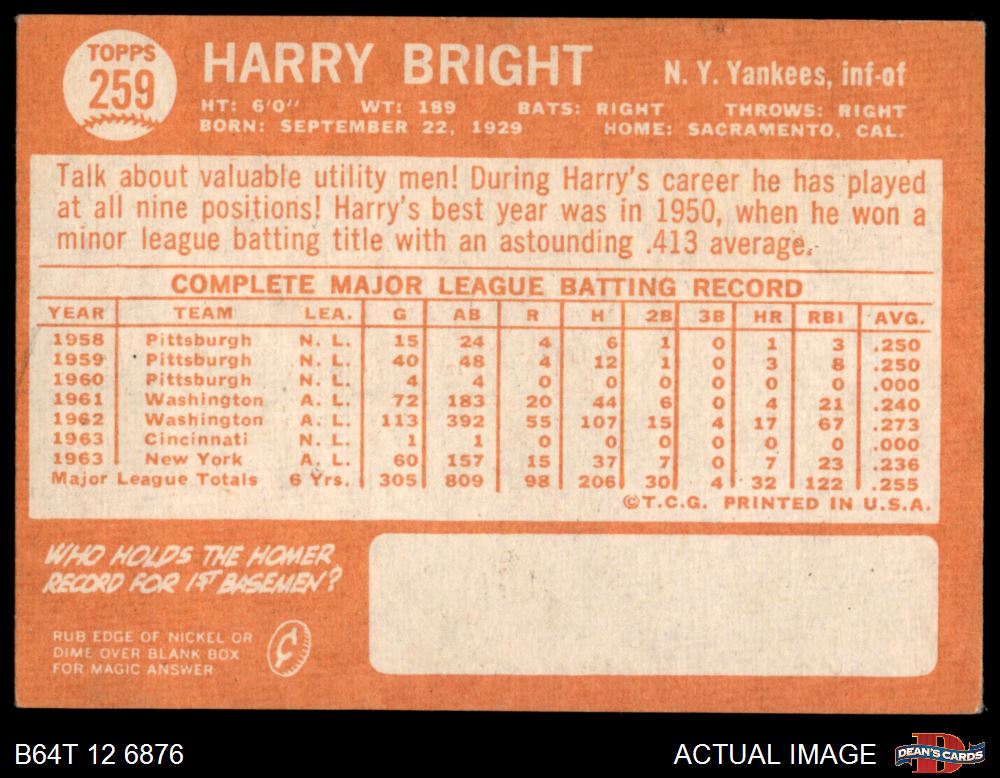 TOPPS
259
HARRY BRIGHT
N. Y. Yankees, inf-of
HT: 6'0" WT: 189 BATS: RIGHT THROWS: RIGHT
BORN: SEPTEMBER 22, 1929 HOME: SACRAMENTO, CAL.
Talk about valuable utility men! During Harry's career he has played
at all nine positions! Harry's best year was in 1950, when he won a
minor league batting title with an astounding .413 average.
COMPLETE MAJOR LEAGUE BATTING RECORD
YEAR TEAM LEA. G AB R H 2B 3B HR RBI AVG.
1958 Pittsburgh N. L. 15 24 4 6 1 0 1 3 .250
1959 Pittsburgh N. L. 40 48 4 12 1 0 3 8 .250
1960 Pittsburgh N. L. 4 4 0 0 0 0 0 0 .000
1961 Washington A. L. 72 183 20 44 6 0 4 21 .240
1962 Washington A. L. 113 392 55 107 15 4 17 67 .273
1963 Cincinnati N. L. 1 1 0 0 0 0 0 0 .000
1963 New York A. L. 60 157 15 37 7 0 7 23 .236
Major League Totals 6 Yrs. 305 809 98 206 30 4 32 122 .255
©T.C.G. PRINTED IN U.S.A.
WHO HOLDS THE HOMER
RECORD FOR 1ST BASEMEN?
RUB EDGE OF NICKEL OR
DIME OVER BLANK BOX
FOR MAGIC ANSWER
¢
B64T 12 6876
ACTUAL IMAGE
D
DEAN'S CARDS